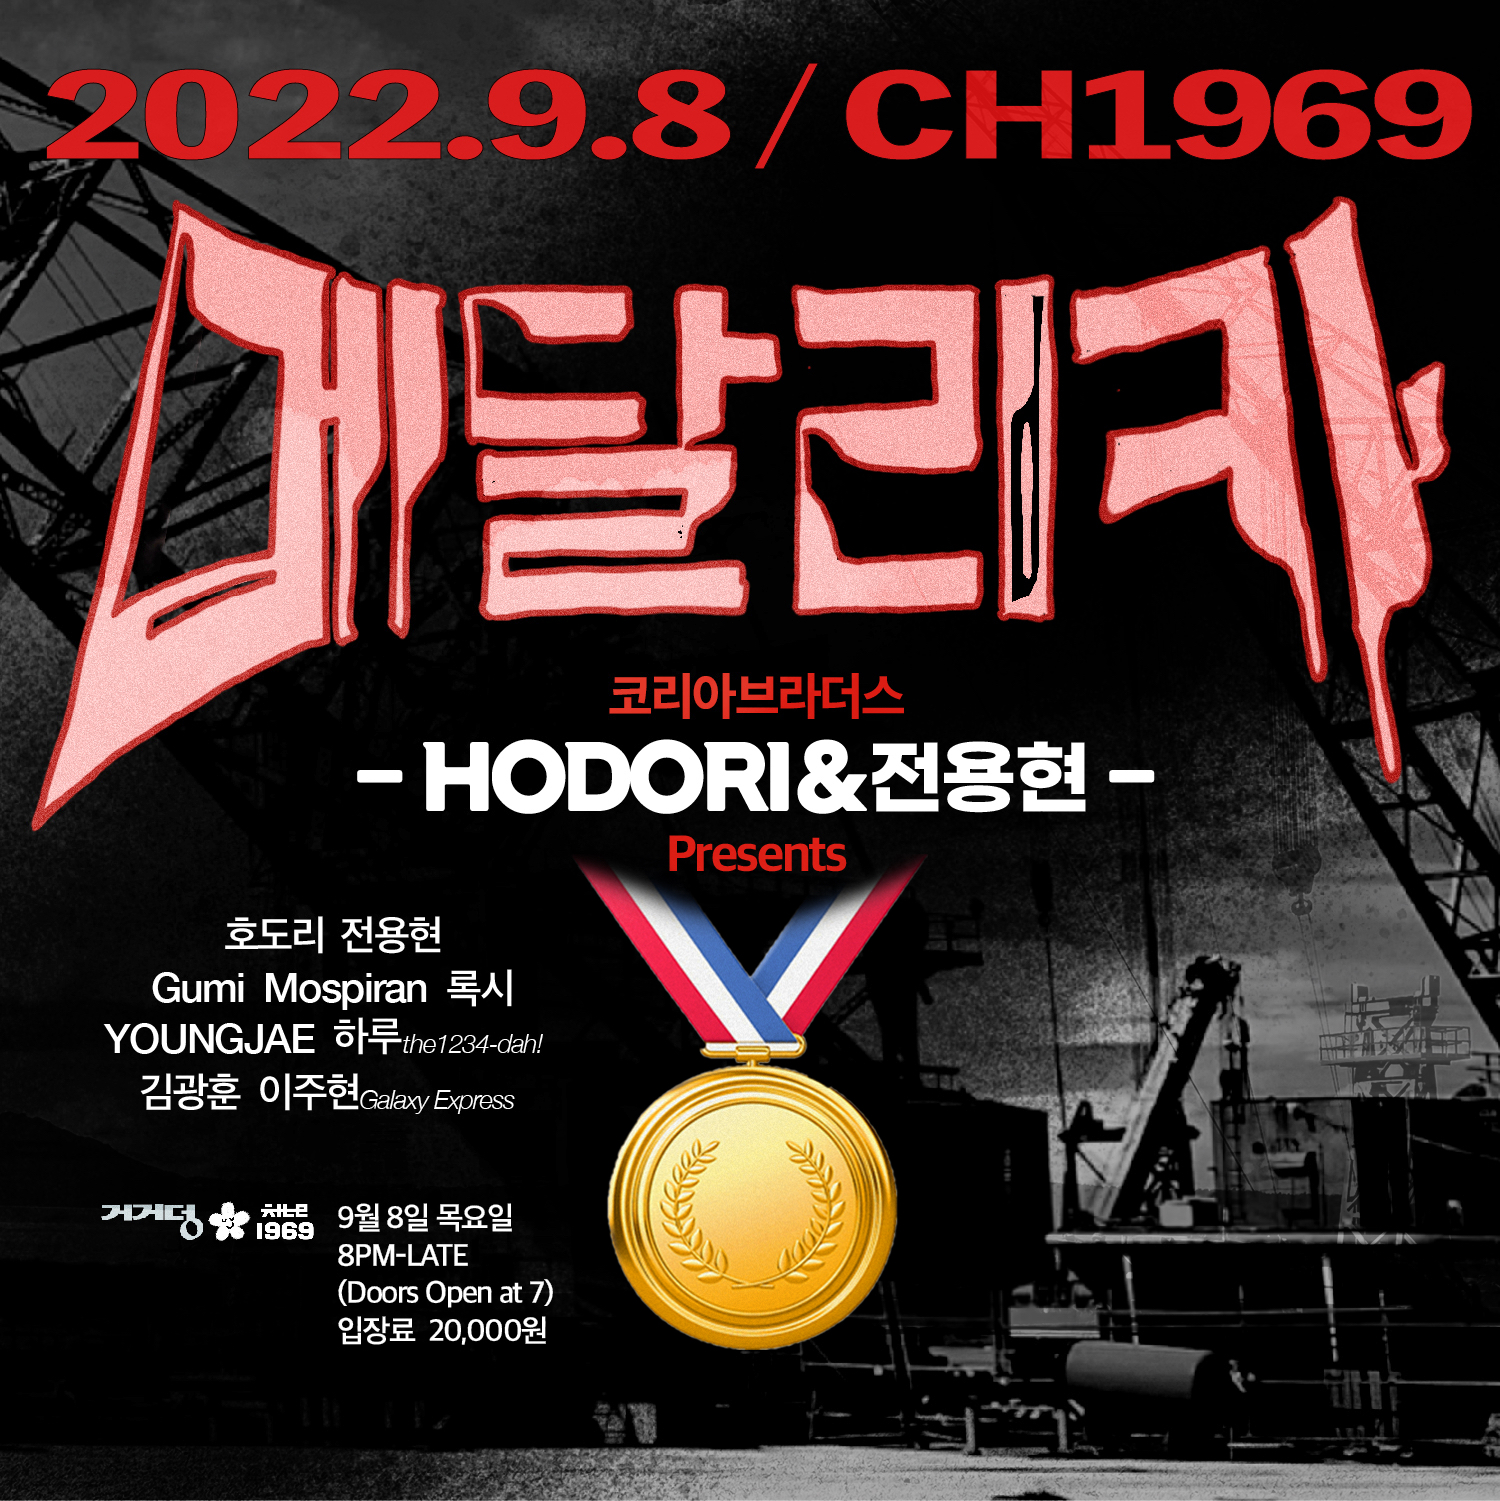 2022.9.8 / CH1969
메달리카
코리아브라더스
- HODORI&전용현 -
Presents
호도리 전용현
Gumi Mospiran 록시
YOUNGJAE 하루the1234-dah!
김광훈 이주현Galaxy Express
채널 1969
9월 8일 목요일
8PM-LATE
(Doors Open at 7)
입장료 20,000원